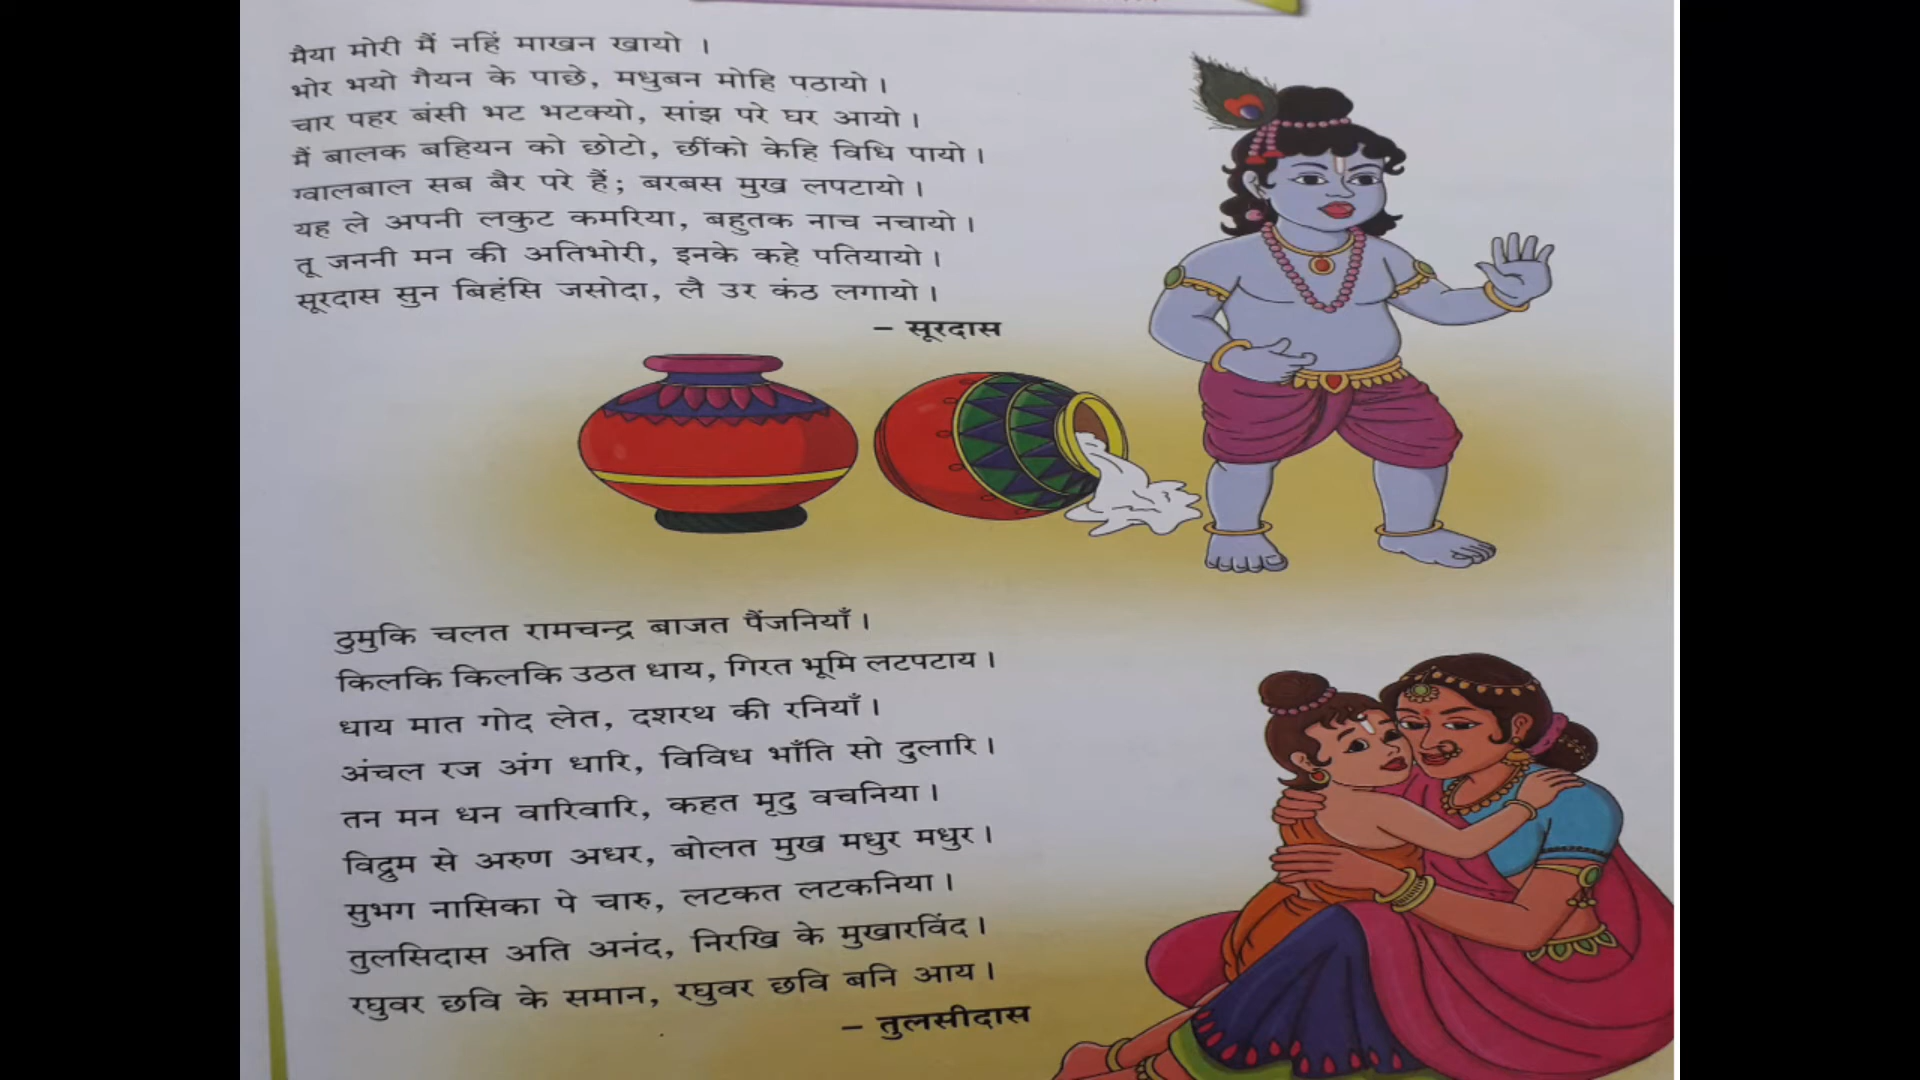 मैया मोरी मैं नहिं माखन खायो ।
भोर भयो गैयन के पाछे, मधुबन मोहि पठायो ।
चार पहर बंसी भट भटक्यो, सांझ परे घर आयो ।
मैं बालक बहियन को छोटो, छींको केहि विधि पायो ।
ग्वालबाल सब बैर परे हैं; बरबस मुख लपटायो ।
यह ले अपनी लकुट कमरिया, बहुतक नाच नचायो ।
तू जननी मन की अतिभोरी, इनके कहे पतियायो ।
सूरदास सुन बिहंसि जसोदा, लै उर कंठ लगायो ।
– सूरदास
ठुमुकि चलत रामचन्द्र बाजत पैंजनियाँ ।
किलकि किलकि उठत धाय, गिरत भूमि लटपटाय ।
धाय मात गोद लेत, दशरथ की रनियाँ ।
अंचल रज अंग धारि, विविध भाँति सो दुलारि ।
तन मन धन वारिवारि, कहत मृदु वचनिया ।
विद्रुम से अरुण अधर, बोलत मुख मधुर मधुर ।
सुभग नासिका पे चारु, लटकत लटकनिया ।
तुलसिदास अति अनंद, निरखि के मुखारविंद ।
रघुवर छवि के समान, रघुवर छवि बनि आय ।
– तुलसीदास